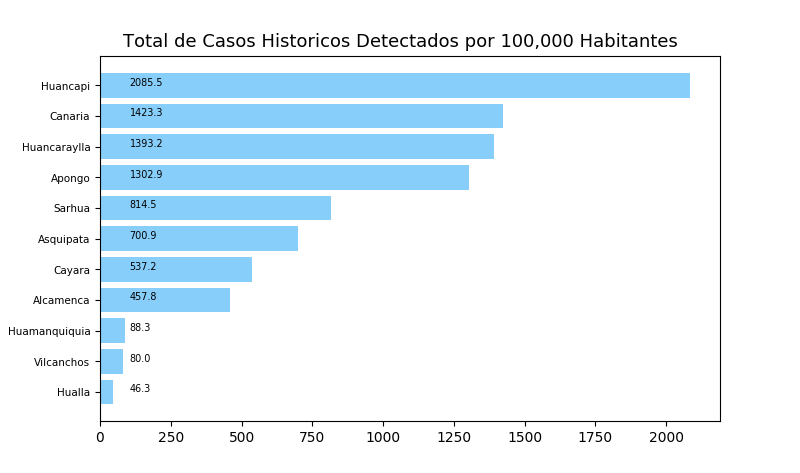 Total de Casos Historicos Detectados por 100,000 Habitantes
Huancapi 2085.5
Canaria 1423.3
Huancaraylla 1393.2
Apongo 1302.9
Sarhua 814.5
Asquipata 700.9
Cayara 537.2
Alcamenca 457.8
Huamanquiquia 88.3
Vilcanchos 80.0
Hualla 46.3
0 250 500 750 1000 1250 1500 1750 2000